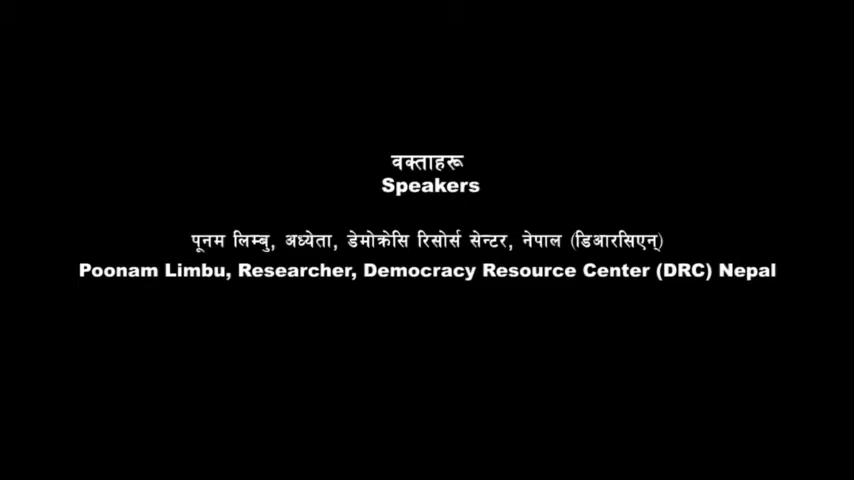 वक्ताहरू
Speakers
पूनम लिम्बु, अध्येता, डेमोक्रेसि रिसोर्स सेन्टर, नेपाल (डिआरसिएन्)
Poonam Limbu, Researcher, Democracy Resource Center (DRC) Nepal